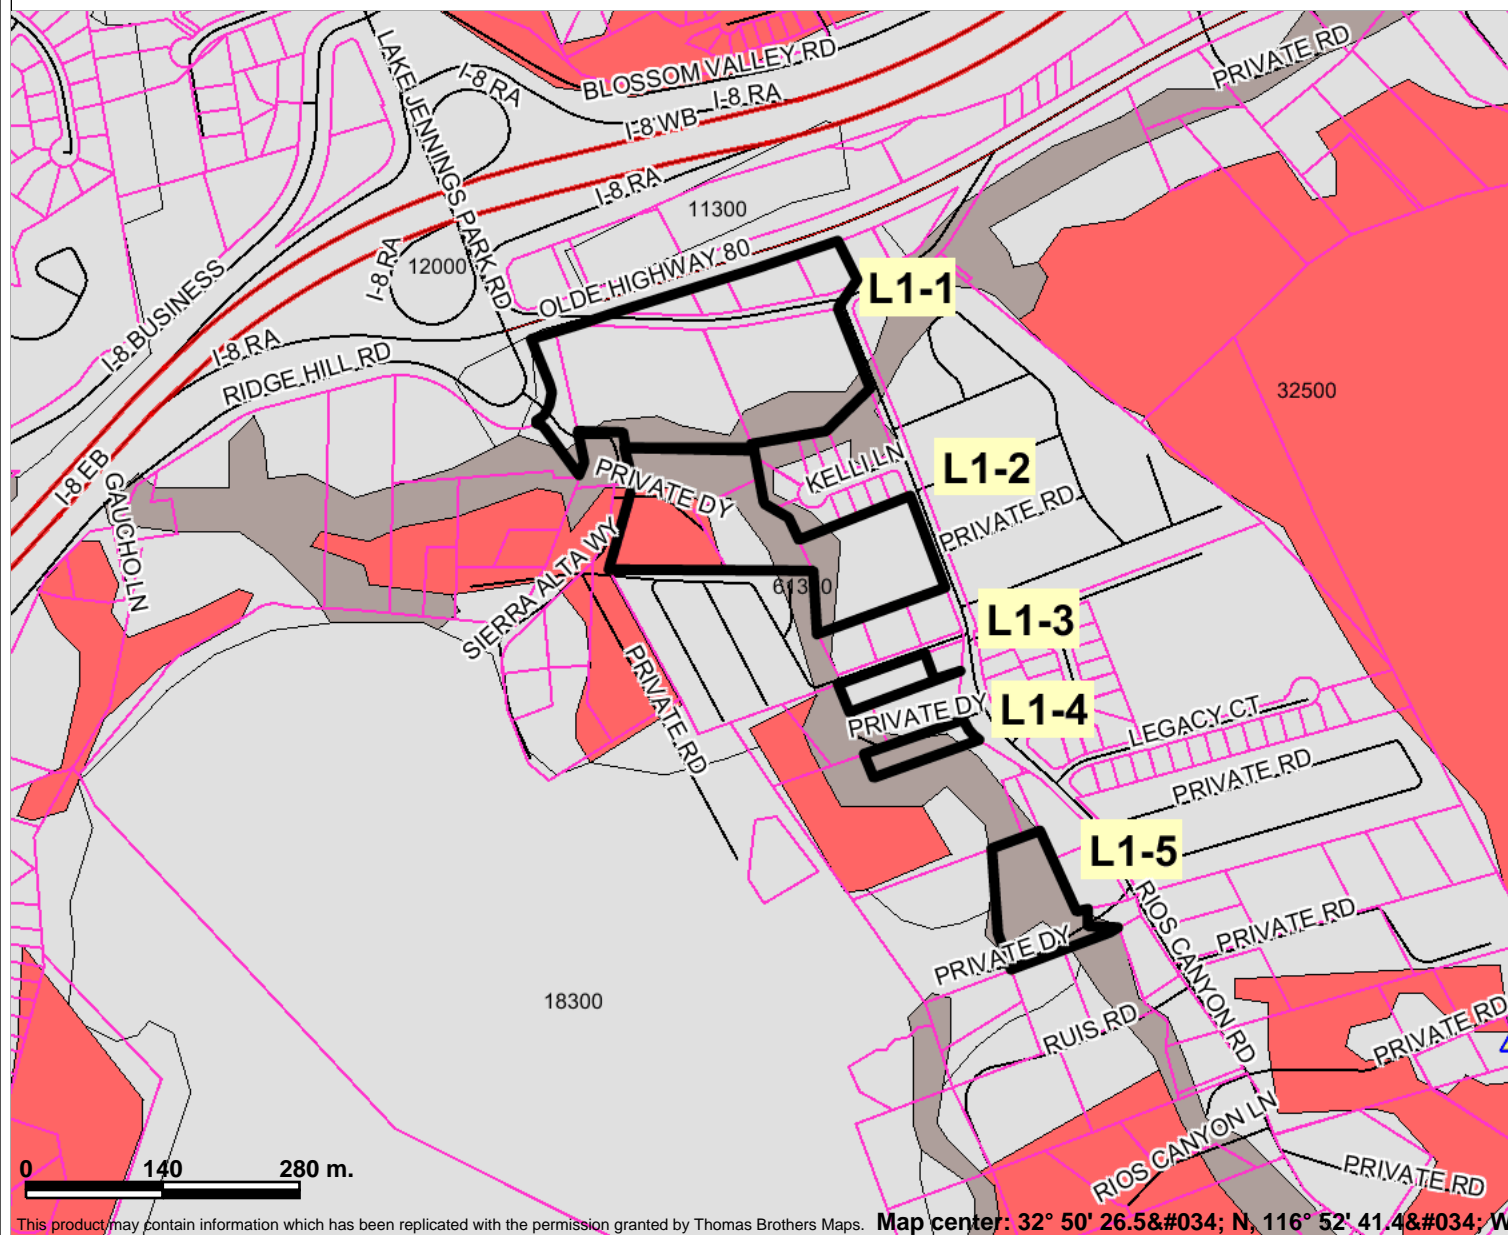 LAKE JENNINGS PARK RD
I-8 RA
BLOSSOM VALLEY RD
I-8 RA
I-8 WB
PRIVATE RD
I-8 RA
11300
I-8 RA
12000
OLDE HIGHWAY 80
L1-1
I-8 BUSINESS
I-8 RA
RIDGE HILL RD
32500
I-8 EB
GAUCHO LN
PRIVATE DY
KELLI LN
L1-2
PRIVATE RD
SIERRA ALTA WY
L1-3
PRIVATE RD
PRIVATE DY
L1-4
LEGACY CT
PRIVATE RD
L1-5
RIOS CANYON RD
PRIVATE RD
PRIVATE DY
18300
RUIS RD
PRIVATE RD
RIOS CANYON LN
PRIVATE RD
0 140 280 m.
This product may contain information which has been replicated with the permission granted by Thomas Brothers Maps. Map center: 32° 50' 26.5&#034; N, 116° 52' 41.4&#034; W